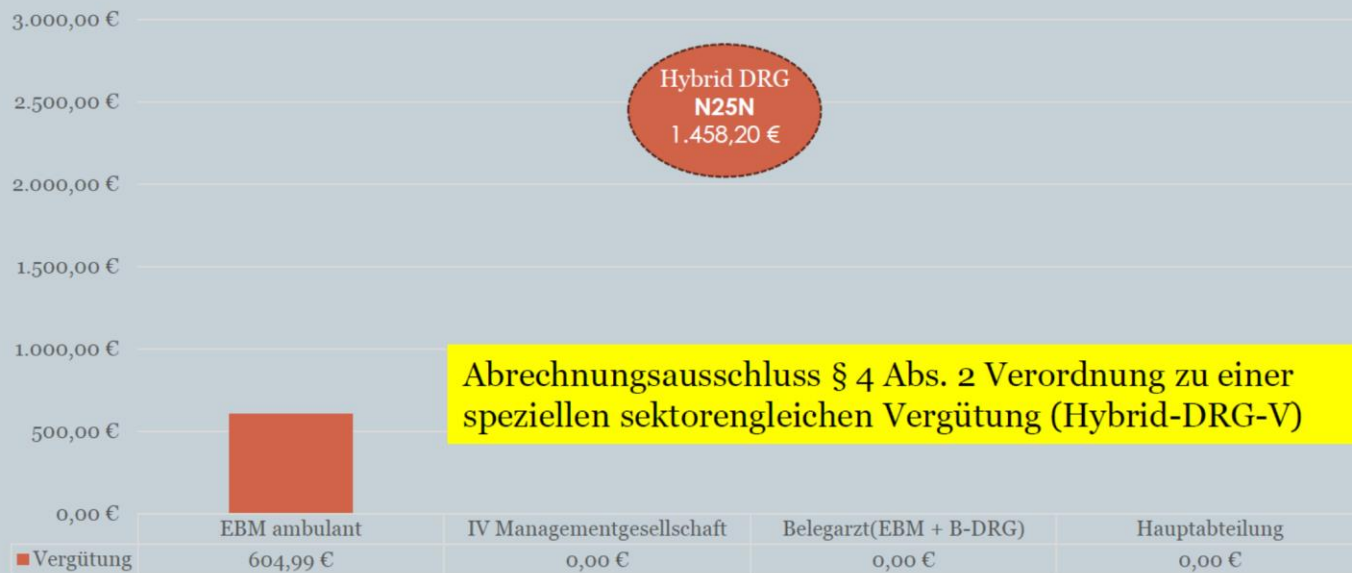 3.000,00 €
Hybrid DRG
N25N
1.458,20 €
2.500,00 €
2.000,00 €
1.500,00 €
1.000,00 €
Abrechnungsausschluss § 4 Abs. 2 Verordnung zu einer
speziellen sektorengleichen Vergütung (Hybrid-DRG-V)
500,00 €
0,00 €
EBM ambulant IV Managementgesellschaft Belegarzt(EBM + B-DRG) Hauptabteilung
Vergütung 604,99 € 0,00 € 0,00 € 0,00 €